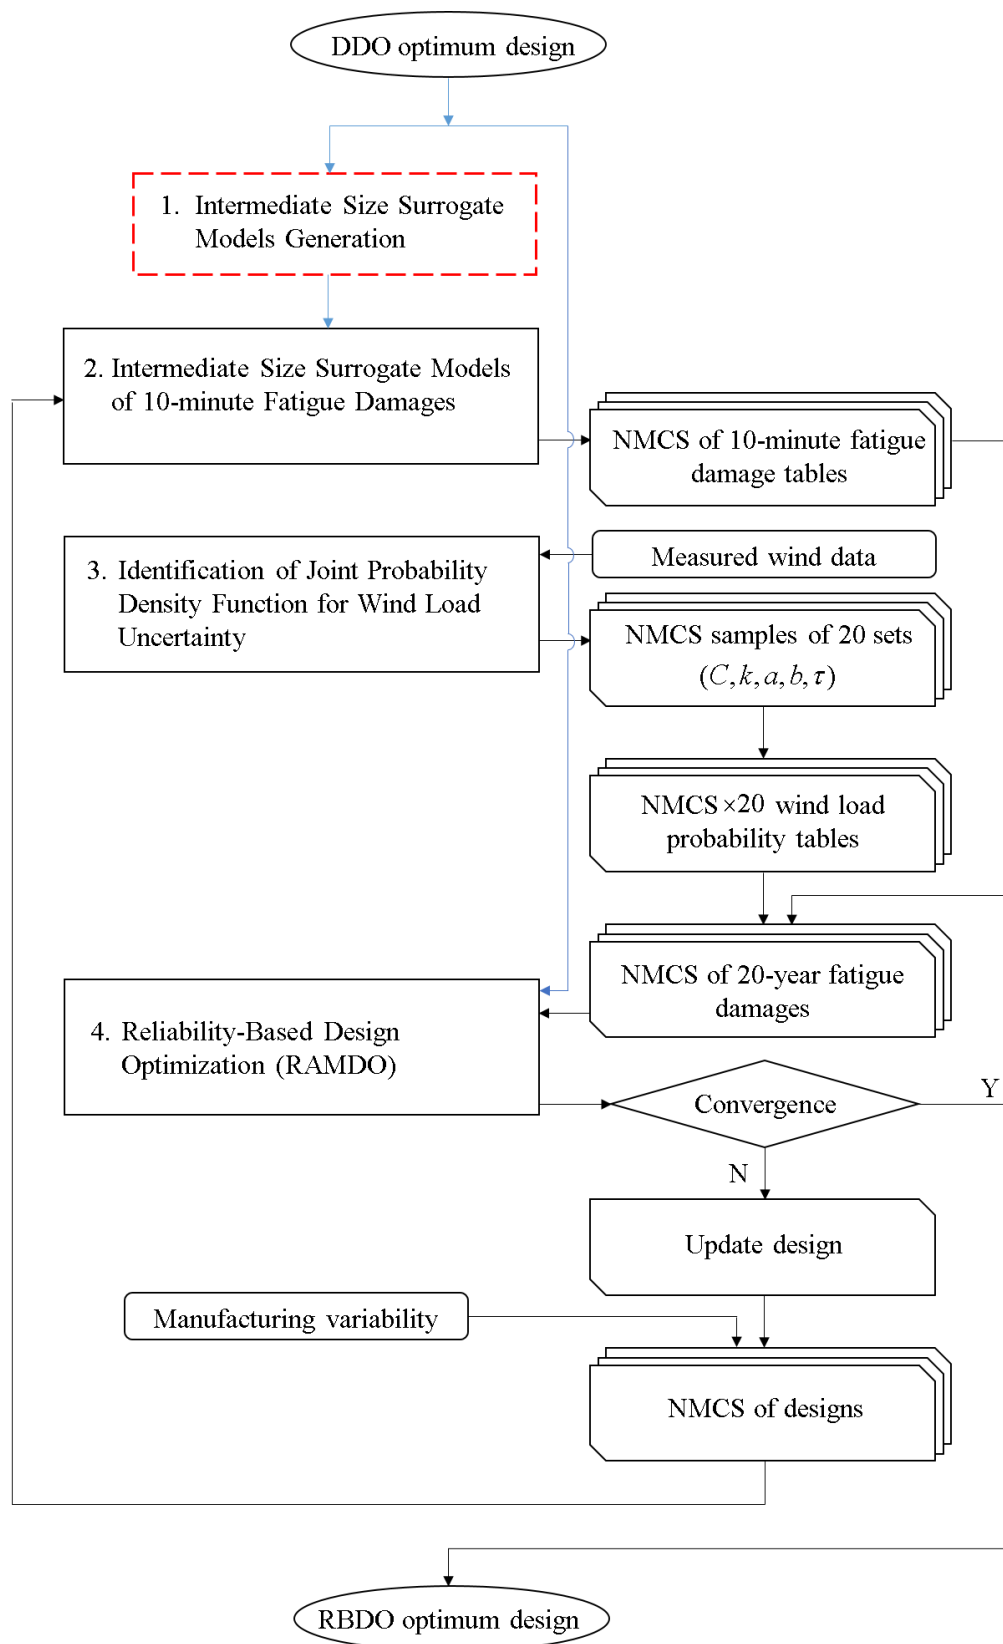 DDO optimum design
1. Intermediate Size Surrogate
Models Generation
2. Intermediate Size Surrogate Models
of 10-minute Fatigue Damages
NMCS of 10-minute fatigue
damage tables
Measured wind data
3. Identification of Joint Probability
Density Function for Wind Load
Uncertainty
NMCS samples of 20 sets
(C, k, a, b, τ)
NMCS×20 wind load
probability tables
NMCS of 20-year fatigue
damages
4. Reliability-Based Design
Optimization (RAMDO)
Convergence
Y
N
Update design
Manufacturing variability
NMCS of designs
RBDO optimum design